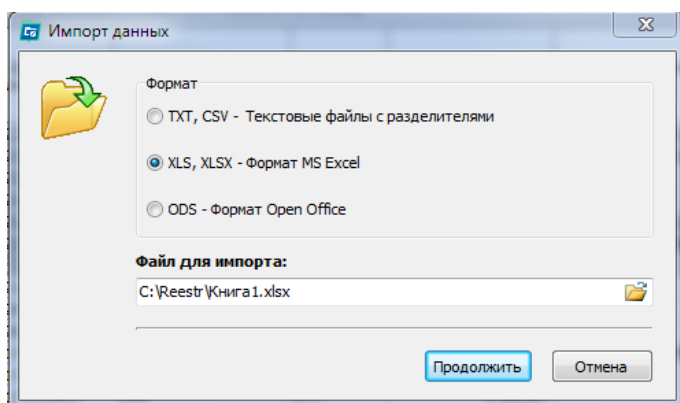 Импорт данных
Формат
TXT, CSV - Текстовые файлы с разделителями
XLS, XLSX - Формат MS Excel
ODS - Формат Open Office
Файл для импорта:
C:\Reestr\Книга1.xlsx
Продолжить Отмена